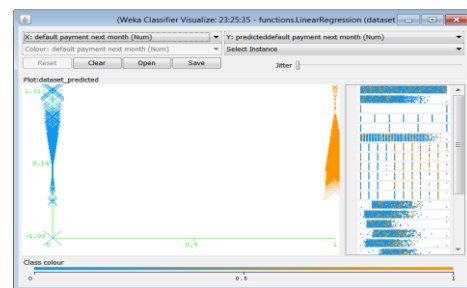 (Weka Classifier Visualize: 23:25:35 - functions.LinearRegression (dataset
X: default payment next month (Num)
Y: predicteddefault payment next month (Num)
Colour: default payment next month (Num)
Select Instance
Reset
Clear
Open
Save
Jitter
Plot:dataset_predicted
1.31
0.14
-1.03
0
0.5
1
Class colour
0
0.5
1